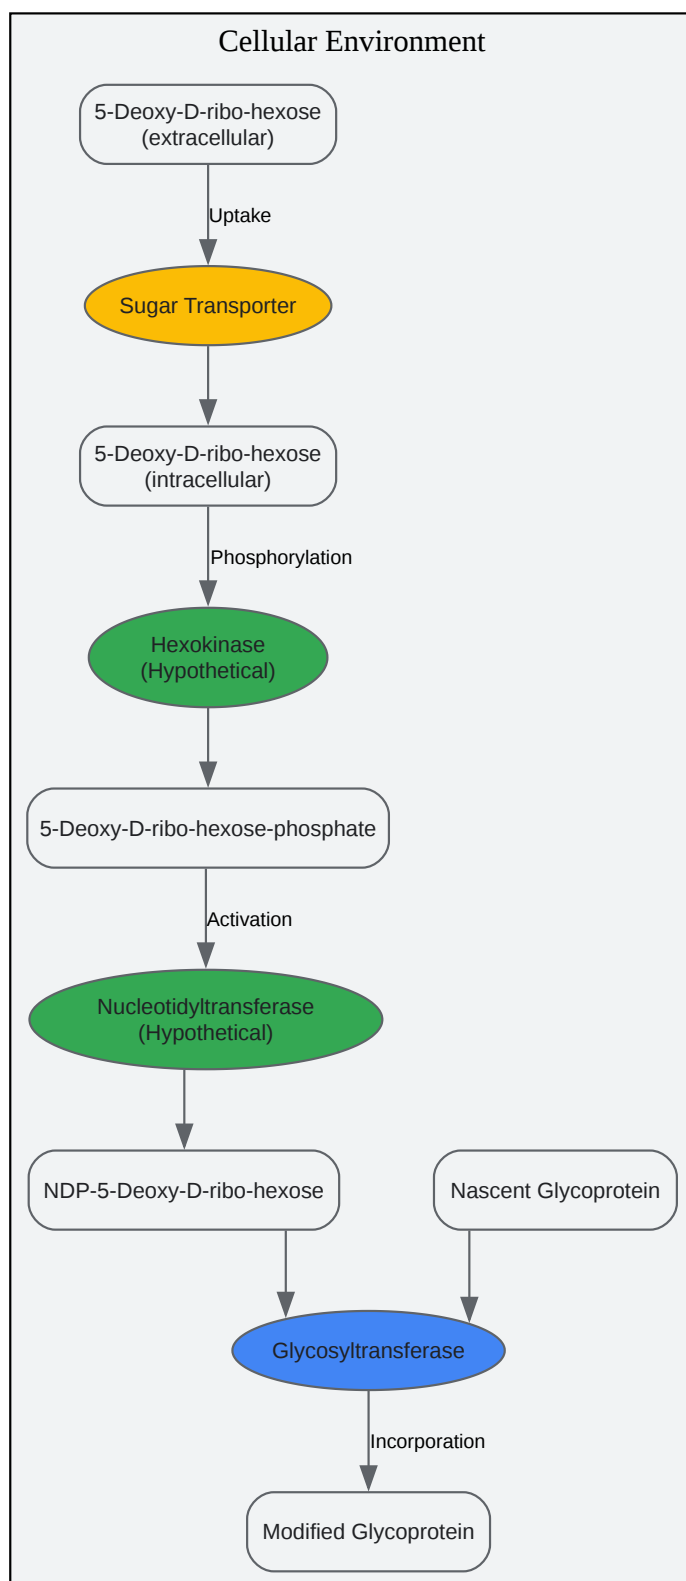 Cellular Environment
5-Deoxy-D-ribo-hexose
(extracellular)
Uptake
Sugar Transporter
5-Deoxy-D-ribo-hexose
(intracellular)
Phosphorylation
Hexokinase
(Hypothetical)
5-Deoxy-D-ribo-hexose-phosphate
Activation
Nucleotidyltransferase
(Hypothetical)
NDP-5-Deoxy-D-ribo-hexose
Nascent Glycoprotein
Glycosyltransferase
Incorporation
Modified Glycoprotein